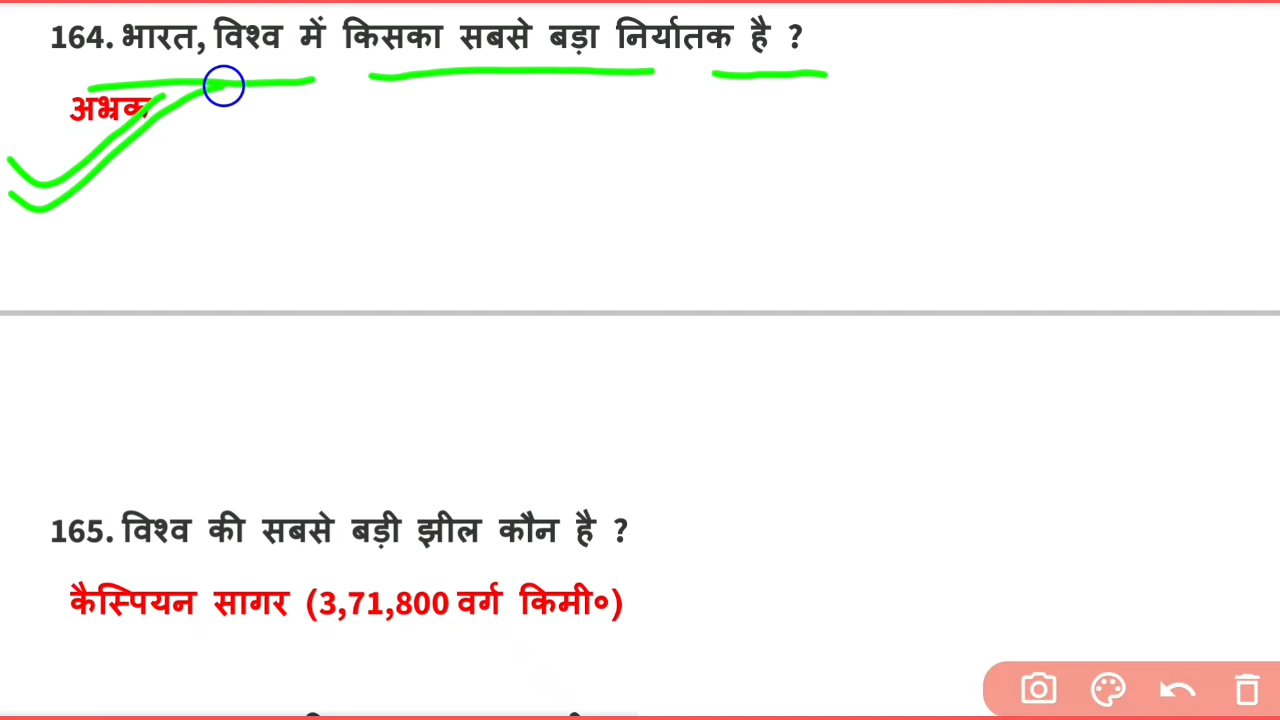 164. भारत, विश्व में किसका सबसे बड़ा निर्यातक है ?
अभ्रक
165. विश्व की सबसे बड़ी झील कौन है ?
कैस्पियन सागर (3,71,800 वर्ग किमी०)